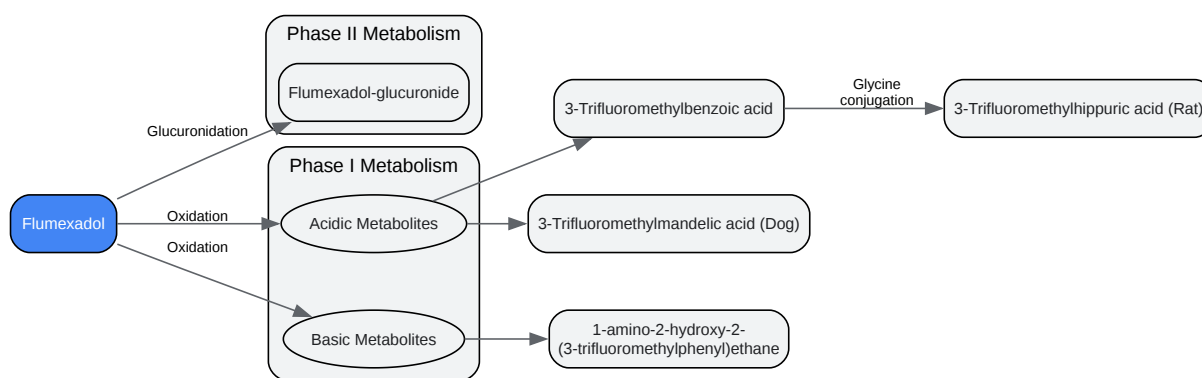 Phase II Metabolism
Flumexadol-glucuronide
Glucuronidation
Phase I Metabolism
Flumexadol
Oxidation
Acidic Metabolites
Oxidation
Basic Metabolites
3-Trifluoromethylbenzoic acid
Glycine
conjugation
3-Trifluoromethylhippuric acid (Rat)
3-Trifluoromethylmandelic acid (Dog)
1-amino-2-hydroxy-2-
(3-trifluoromethylphenyl)ethane